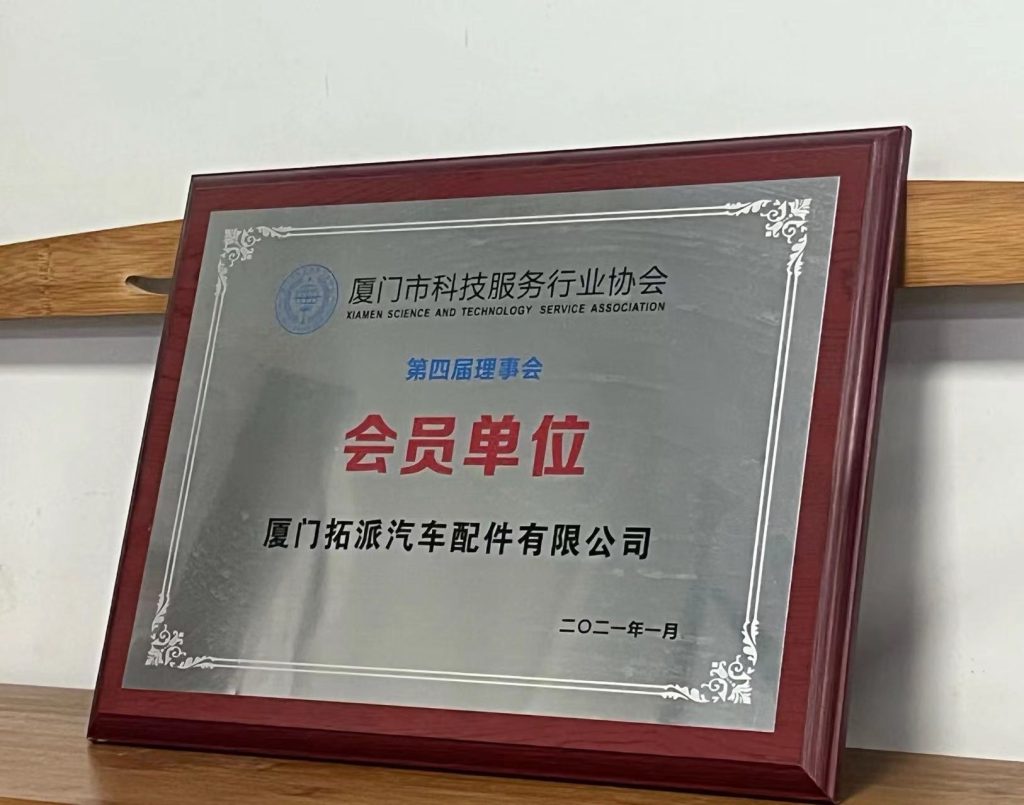 厦门市科技服务行业协会
XIAMEN SCIENCE AND TECHNOLOGY SERVICE ASSOCIATION
第四届理事会
会员单位
厦门拓派汽车配件有限公司
二〇二一年一月